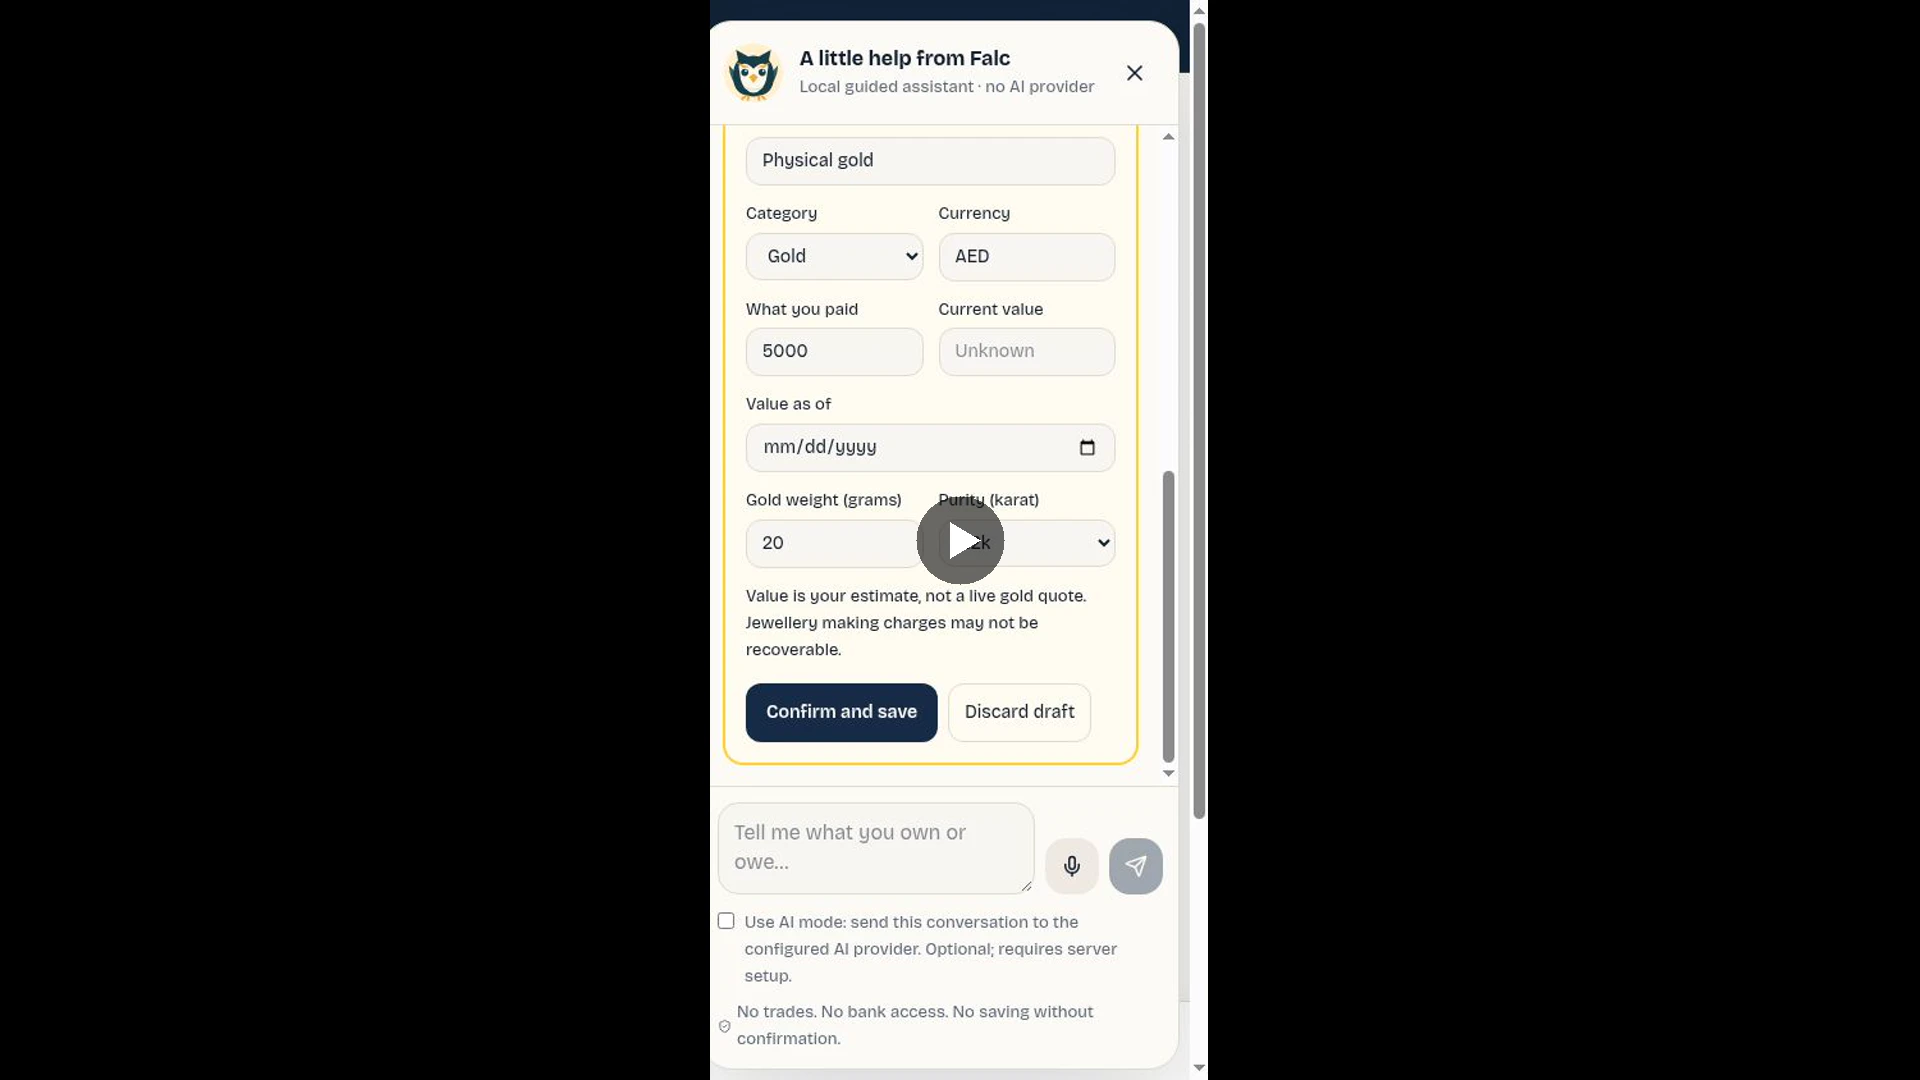 A little help from Falc
Local guided assistant · no AI provider
Physical gold
Category
Currency
Gold
AED
What you paid
Current value
5000
Unknown
Value as of
mm/dd/yyyy
Gold weight (grams)
Purity (karat)
20
Value is your estimate, not a live gold quote.
Jewellery making charges may not be
recoverable.
Confirm and save
Discard draft
Tell me what you own or
owe...
Use AI mode: send this conversation to the
configured AI provider. Optional; requires server
setup.
No trades. No bank access. No saving without
confirmation.